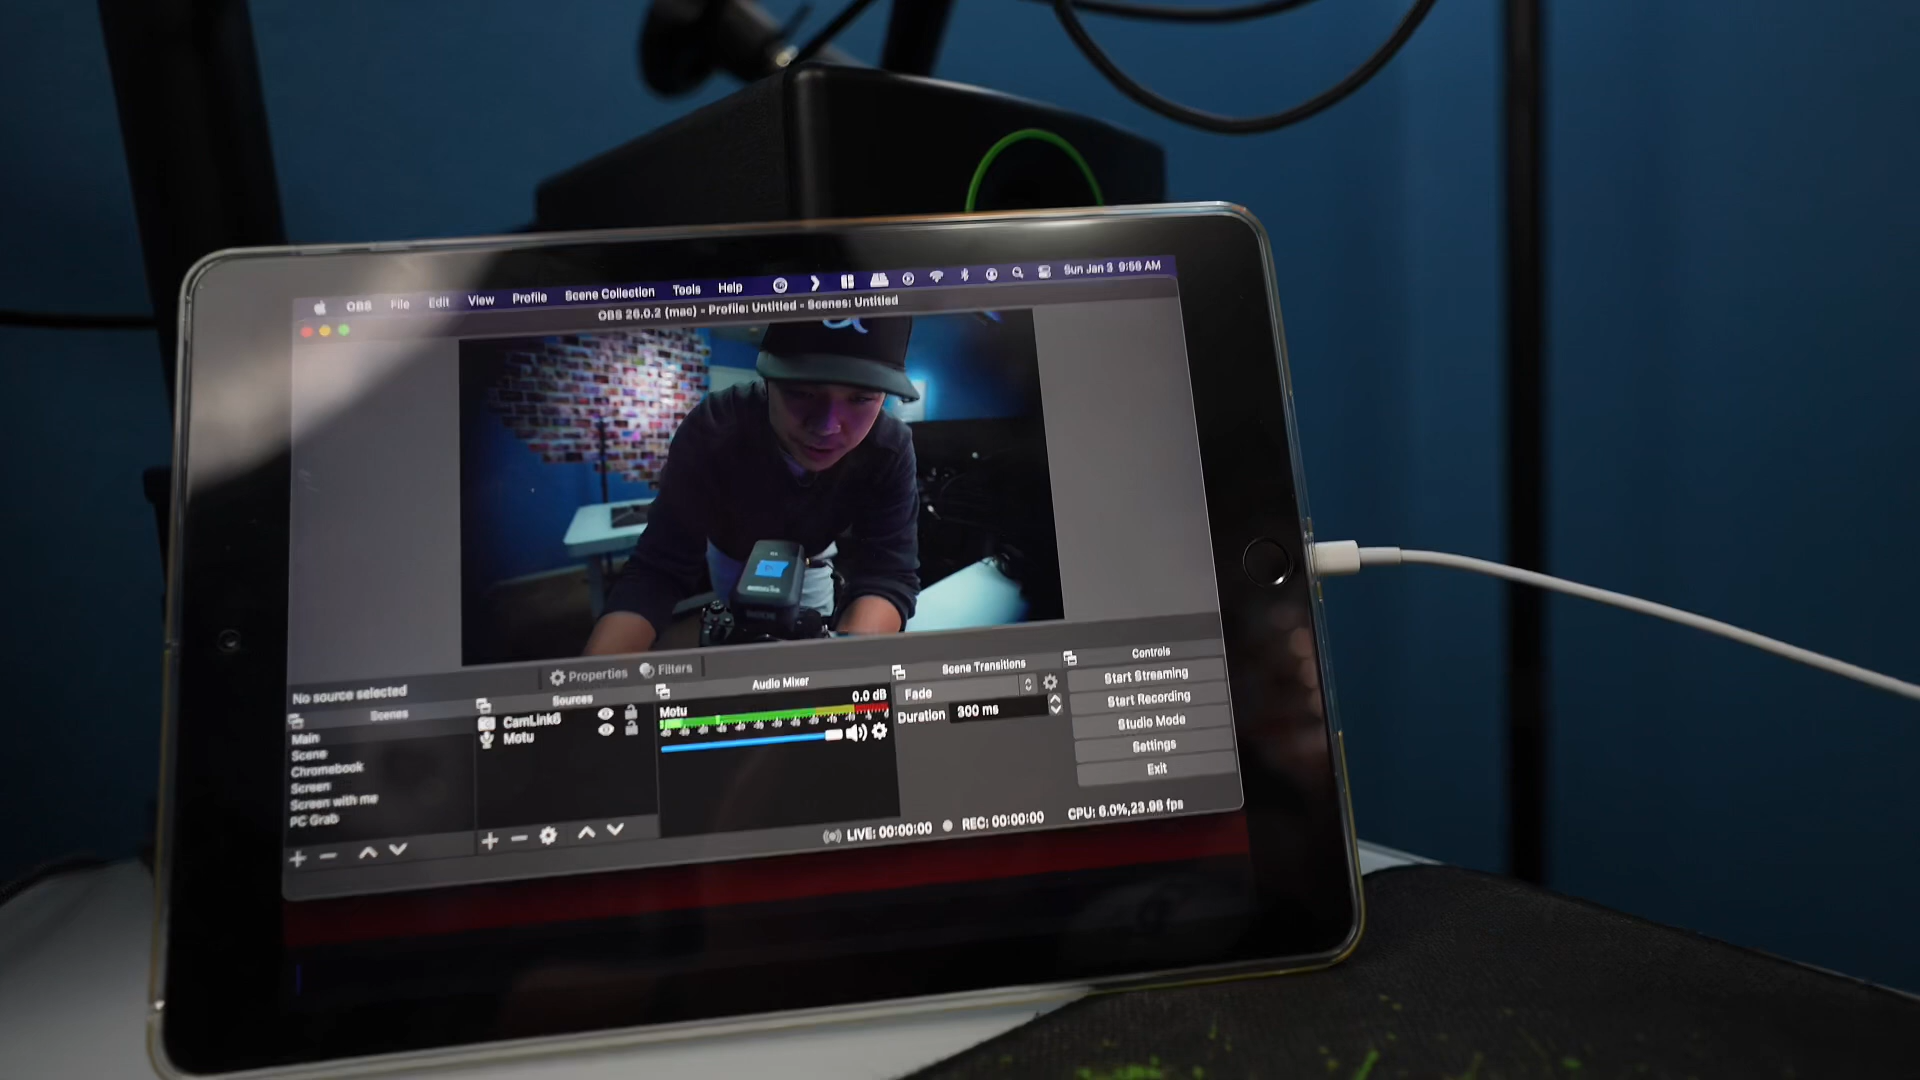 OBS File Edit View Profile Scene Collection Tools Help Sun Jan 3 9:56 AM
OBS 26.0.2 (mac) - Profile: Untitled - Scenes: Untitled
No source selected
Properties
Filters
Scenes
Main
Scene
Chromebook
Screen
Screen with me
PC Grab
Sources
CamLink6
Motu
Audio Mixer
Motu
0.0 dB
Scene Transitions
Fade
Duration 300 ms
Controls
Start Streaming
Start Recording
Studio Mode
Settings
Exit
LIVE: 00:00:00 REC: 00:00:00 CPU: 6.0%,23.98 fps